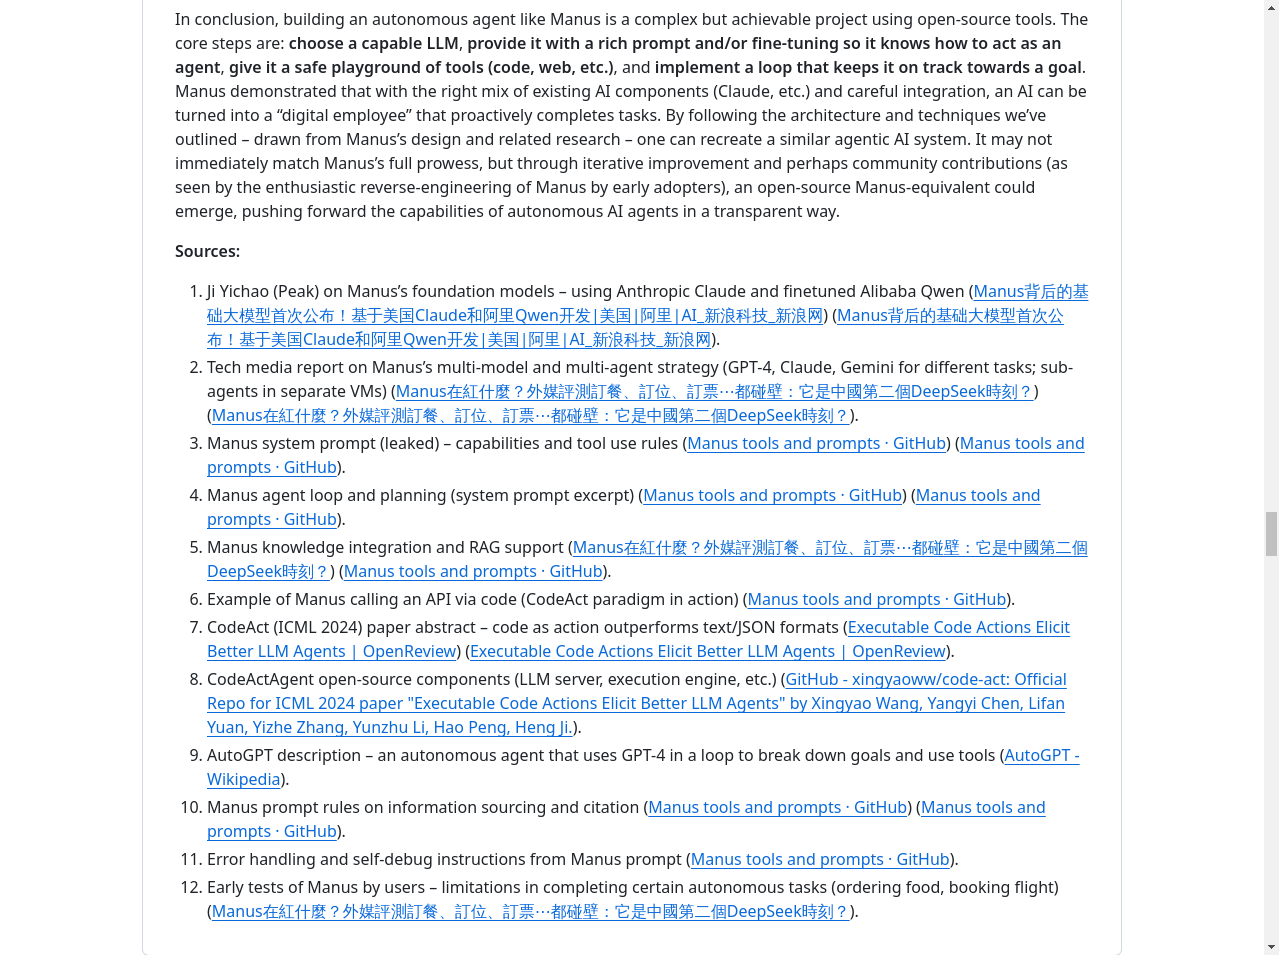 In conclusion, building an autonomous agent like Manus is a complex but achievable project using open-source tools. The
core steps are: choose a capable LLM, provide it with a rich prompt and/or fine-tuning so it knows how to act as an
agent, give it a safe playground of tools (code, web, etc.), and implement a loop that keeps it on track towards a goal.
Manus demonstrated that with the right mix of existing AI components (Claude, etc.) and careful integration, an AI can be
turned into a “digital employee” that proactively completes tasks. By following the architecture and techniques we’ve
outlined – drawn from Manus’s design and related research – one can recreate a similar agentic AI system. It may not
immediately match Manus’s full prowess, but through iterative improvement and perhaps community contributions (as
seen by the enthusiastic reverse-engineering of Manus by early adopters), an open-source Manus-equivalent could
emerge, pushing forward the capabilities of autonomous AI agents in a transparent way.
Sources:
1. Ji Yichao (Peak) on Manus’s foundation models – using Anthropic Claude and finetuned Alibaba Qwen (Manus背后的基
础大模型首次公布！基于美国Claude和阿里Qwen开发|美国|阿里|AI_新浪科技_新浪网) (Manus背后的基础大模型首次公
布！基于美国Claude和阿里Qwen开发|美国|阿里|AI_新浪科技_新浪网).
2. Tech media report on Manus’s multi-model and multi-agent strategy (GPT-4, Claude, Gemini for different tasks; sub-
agents in separate VMs) (Manus在紅什麼？外媒評測訂餐、訂位、訂票⋯都碰壁：它是中國第二個DeepSeek時刻？)
(Manus在紅什麼？外媒評測訂餐、訂位、訂票⋯都碰壁：它是中國第二個DeepSeek時刻？).
3. Manus system prompt (leaked) – capabilities and tool use rules (Manus tools and prompts · GitHub) (Manus tools and
prompts · GitHub).
4. Manus agent loop and planning (system prompt excerpt) (Manus tools and prompts · GitHub) (Manus tools and
prompts · GitHub).
5. Manus knowledge integration and RAG support (Manus在紅什麼？外媒評測訂餐、訂位、訂票⋯都碰壁：它是中國第二個
DeepSeek時刻？) (Manus tools and prompts · GitHub).
6. Example of Manus calling an API via code (CodeAct paradigm in action) (Manus tools and prompts · GitHub).
7. CodeAct (ICML 2024) paper abstract – code as action outperforms text/JSON formats (Executable Code Actions Elicit
Better LLM Agents | OpenReview) (Executable Code Actions Elicit Better LLM Agents | OpenReview).
8. CodeActAgent open-source components (LLM server, execution engine, etc.) (GitHub - xingyaoww/code-act: Official
Repo for ICML 2024 paper "Executable Code Actions Elicit Better LLM Agents" by Xingyao Wang, Yangyi Chen, Lifan
Yuan, Yizhe Zhang, Yunzhu Li, Hao Peng, Heng Ji.).
9. AutoGPT description – an autonomous agent that uses GPT-4 in a loop to break down goals and use tools (AutoGPT -
Wikipedia).
10. Manus prompt rules on information sourcing and citation (Manus tools and prompts · GitHub) (Manus tools and
prompts · GitHub).
11. Error handling and self-debug instructions from Manus prompt (Manus tools and prompts · GitHub).
12. Early tests of Manus by users – limitations in completing certain autonomous tasks (ordering food, booking flight)
(Manus在紅什麼？外媒評測訂餐、訂位、訂票⋯都碰壁：它是中國第二個DeepSeek時刻？).